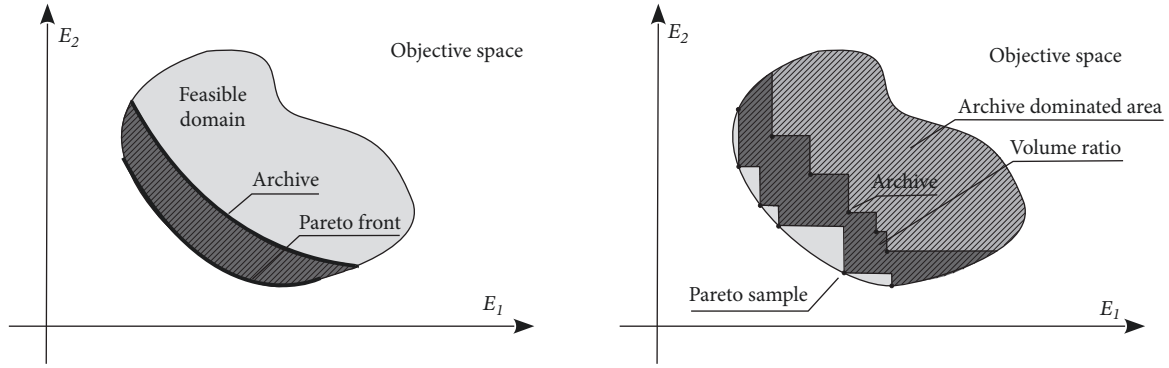 E2
Objective space
Feasible
domain
Archive
Pareto front
E1
E2
Objective space
Archive dominated area
Volume ratio
Archive
Pareto sample
E1